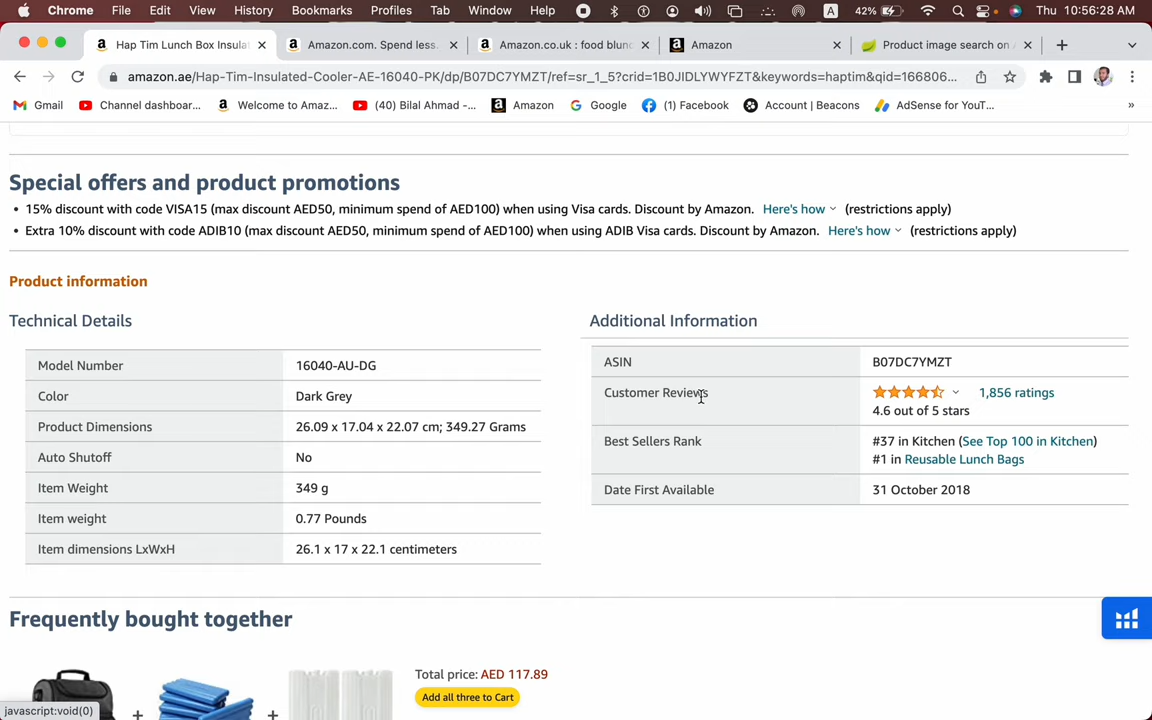 Chrome File Edit View History Bookmarks Profiles Tab Window Help A 42% Thu 10:56:28 AM
Hap Tim Lunch Box Insula Amazon.com. Spend less. Amazon.co.uk : food blun Amazon Product image search on
amazon.ae/Hap-Tim-Insulated-Cooler-AE-16040-PK/dp/B07DC7YMZT/ref=sr_1_5?crid=1B0JIDLYWYFZT&keywords=haptim&qid=166806...
Gmail Channel dashboar... Welcome to Amaz... (40) Bilal Ahmad -... Amazon Google (1) Facebook Account | Beacons AdSense for YouT... »
Special offers and product promotions
• 15% discount with code VISA15 (max discount AED50, minimum spend of AED100) when using Visa cards. Discount by Amazon. Here's how (restrictions apply)
• Extra 10% discount with code ADIB10 (max discount AED50, minimum spend of AED100) when using ADIB Visa cards. Discount by Amazon. Here's how (restrictions apply)
Product information
Technical Details
Model Number 16040-AU-DG
Color Dark Grey
Product Dimensions 26.09 x 17.04 x 22.07 cm; 349.27 Grams
Auto Shutoff No
Item Weight 349 g
Item weight 0.77 Pounds
Item dimensions LxWxH 26.1 x 17 x 22.1 centimeters
Additional Information
ASIN B07DC7YMZT
Customer Reviews 1,856 ratings
4.6 out of 5 stars
Best Sellers Rank #37 in Kitchen (See Top 100 in Kitchen)
#1 in Reusable Lunch Bags
Date First Available 31 October 2018
Frequently bought together
+ +
Total price: AED 117.89
Add all three to Cart
javascript:void(0)